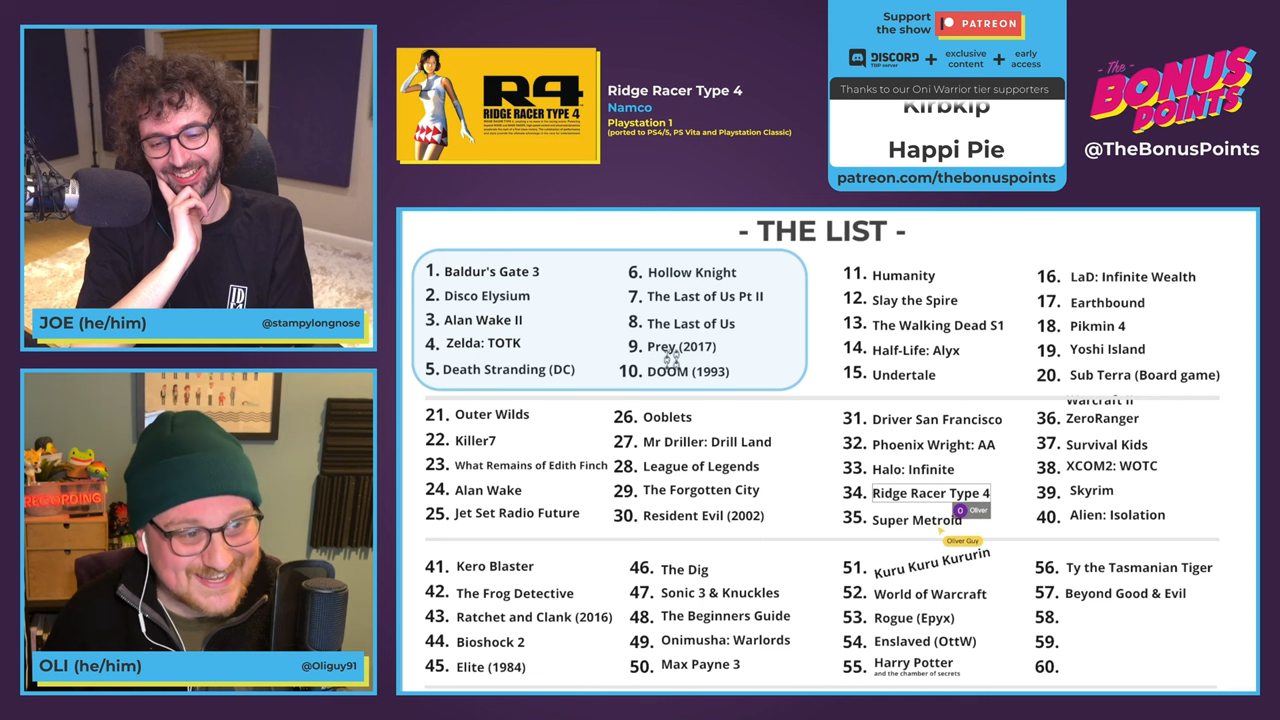 JOE (he/him)
@stampylongnose
RECORDING
OLI (he/him)
@Oliguy91
R4
RIDGE RACER TYPE 4
Ridge Racer Type 4
Namco
Playstation 1
(ported to PS4/5, PS Vita and Playstation Classic)
Support
the show
PATREON
DISCORD
TOP server
+
exclusive
content
+
early
access
Thanks to our Oni Warrior tier supporters
Kirbkip
Happi Pie
patreon.com/thebonuspoints
- The -
BONUS
POINTS
@TheBonusPoints
- THE LIST -
1. Baldur's Gate 3
2. Disco Elysium
3. Alan Wake II
4. Zelda: TOTK
5. Death Stranding (DC)
6. Hollow Knight
7. The Last of Us Pt II
8. The Last of Us
9. Prey (2017)
10. DOOM (1993)
11. Humanity
12. Slay the Spire
13. The Walking Dead S1
14. Half-Life: Alyx
15. Undertale
16. LaD: Infinite Wealth
17. Earthbound
18. Pikmin 4
19. Yoshi Island
20. Sub Terra (Board game)
21. Outer Wilds
22. Killer7
23. What Remains of Edith Finch
24. Alan Wake
25. Jet Set Radio Future
26. Ooblets
27. Mr Driller: Drill Land
28. League of Legends
29. The Forgotten City
30. Resident Evil (2002)
31. Driver San Francisco
32. Phoenix Wright: AA
33. Halo: Infinite
34. Ridge Racer Type 4
O Oliver
35. Super Metroid
Oliver Guy
Warcraft II
36. ZeroRanger
37. Survival Kids
38. XCOM2: WOTC
39. Skyrim
40. Alien: Isolation
41. Kero Blaster
42. The Frog Detective
43. Ratchet and Clank (2016)
44. Bioshock 2
45. Elite (1984)
46. The Dig
47. Sonic 3 & Knuckles
48. The Beginners Guide
49. Onimusha: Warlords
50. Max Payne 3
51. Kuru Kuru Kururin
52. World of Warcraft
53. Rogue (Epyx)
54. Enslaved (OttW)
55. Harry Potter
and the chamber of secrets
56. Ty the Tasmanian Tiger
57. Beyond Good & Evil
58.
59.
60.